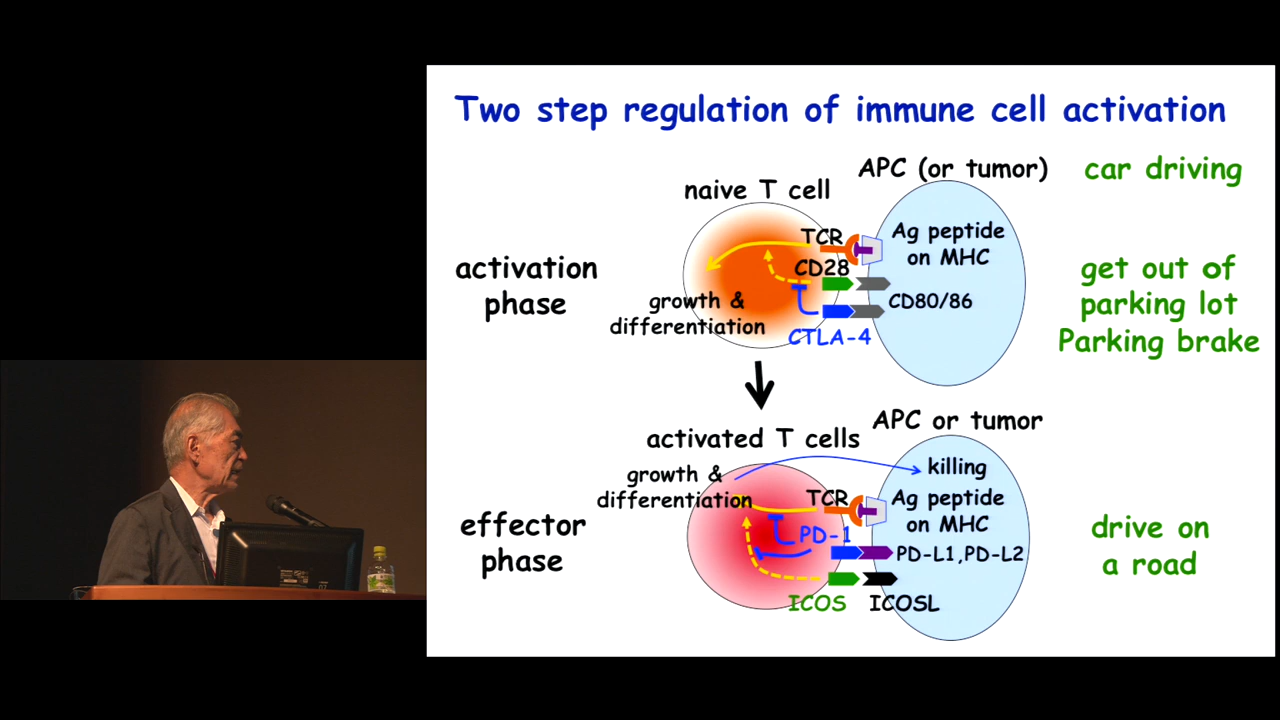 Two step regulation of immune cell activation
APC (or tumor)
car driving
naive T cell
TCR
Ag peptide
on MHC
activation
phase
CD28
get out of
parking lot
growth &
differentiation
CD80/86
CTLA-4
Parking brake
APC or tumor
activated T cells
growth &
differentiation
killing
TCR
Ag peptide
on MHC
effector
phase
PD-1
PD-L1,PD-L2
drive on
a road
ICOS
ICOSL